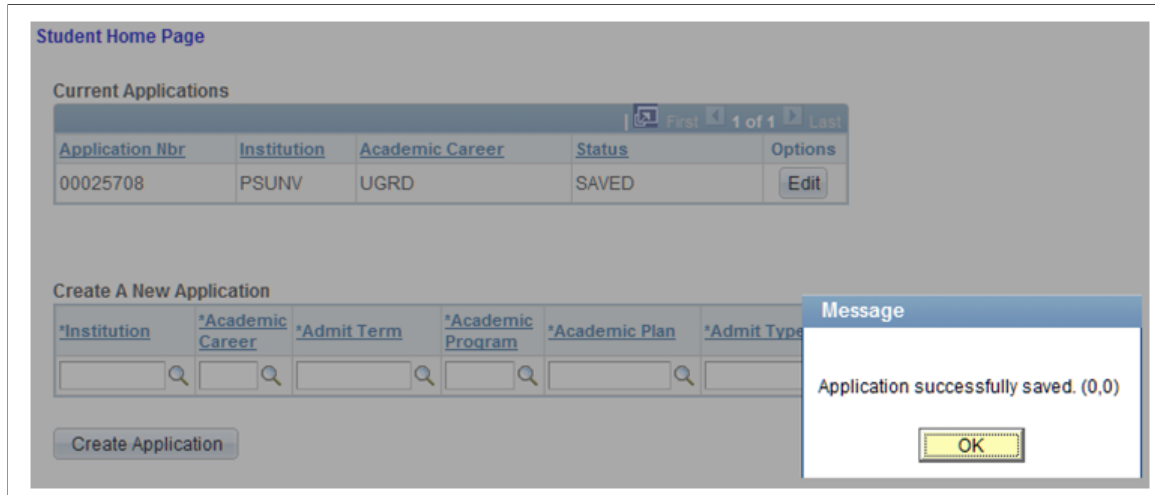 Student Home Page
Current Applications
| First 1 of 1 Last
Application Nbr Institution Academic Career Status Options
00025708 PSUNV UGRD SAVED Edit
Create A New Application
*Institution *Academic Career *Admit Term *Academic Program *Academic Plan *Admit Type
Create Application
Message
Application successfully saved. (0,0)
OK